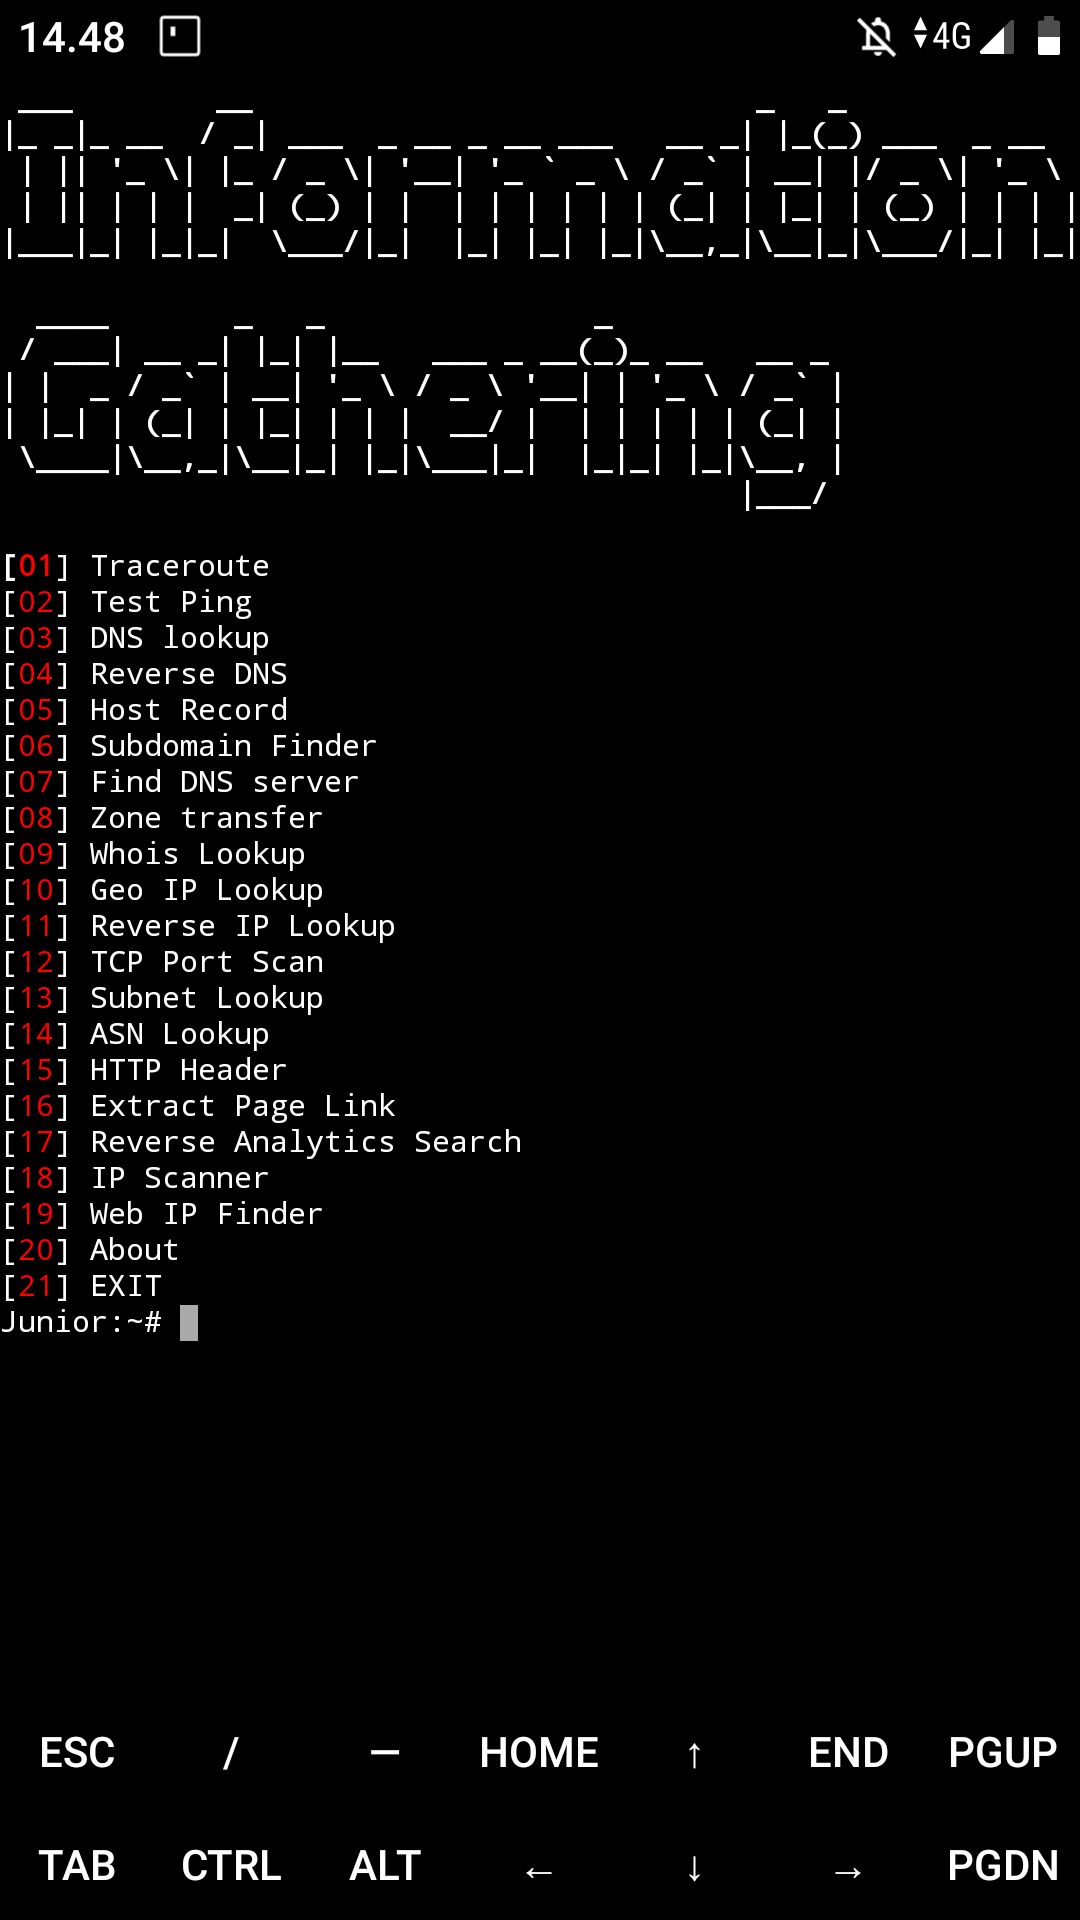 14.48 4G
Information
Gathering
[01] Traceroute
[02] Test Ping
[03] DNS lookup
[04] Reverse DNS
[05] Host Record
[06] Subdomain Finder
[07] Find DNS server
[08] Zone transfer
[09] Whois Lookup
[10] Geo IP Lookup
[11] Reverse IP Lookup
[12] TCP Port Scan
[13] Subnet Lookup
[14] ASN Lookup
[15] HTTP Header
[16] Extract Page Link
[17] Reverse Analytics Search
[18] IP Scanner
[19] Web IP Finder
[20] About
[21] EXIT
Junior:~#
ESC / — HOME ↑ END PGUP
TAB CTRL ALT ← ↓ → PGDN